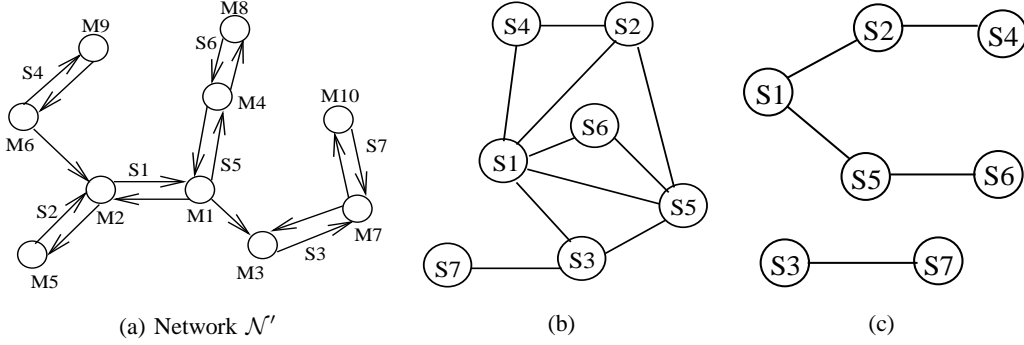 M9
M8
S6
S4
M4
M10
S7
M6
S1
S5
S2
M2
M1
M5
M3
S3
M7
(a) Network N′
S4
S2
S6
S1
S5
S7
S3
(b)
S2
S4
S1
S5
S6
S3
S7
(c)